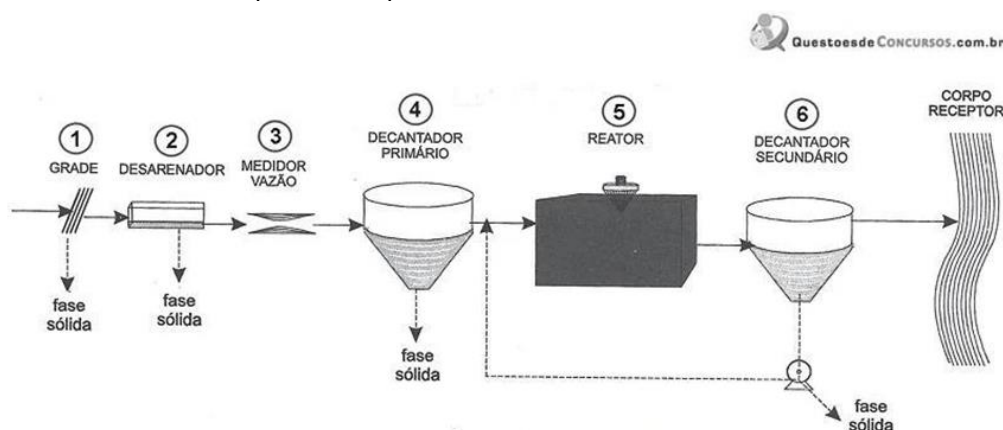 QuestoesdeCONCURSOS.com.br
1
GRADE
fase
sólida
2
DESARENADOR
fase
sólida
3
MEDIDOR
VAZÃO
4
DECANTADOR
PRIMÁRIO
fase
sólida
5
REATOR
6
DECANTADOR
SECUNDÁRIO
fase
sólida
CORPO
RECEPTOR